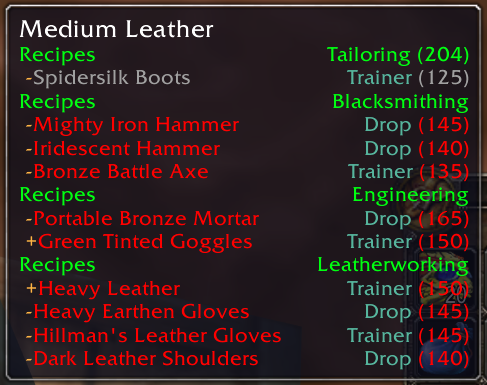 Medium Leather
Recipes Tailoring (204)
-Spidersilk Boots Trainer (125)
Recipes Blacksmithing
-Mighty Iron Hammer Drop (145)
-Iridescent Hammer Drop (140)
-Bronze Battle Axe Trainer (135)
Recipes Engineering
-Portable Bronze Mortar Drop (165)
+Green Tinted Goggles Trainer (150)
Recipes Leatherworking
+Heavy Leather Trainer (150)
20
-Heavy Earthen Gloves Drop (145)
-Hillman's Leather Gloves Trainer (145)
-Dark Leather Shoulders Drop (140)